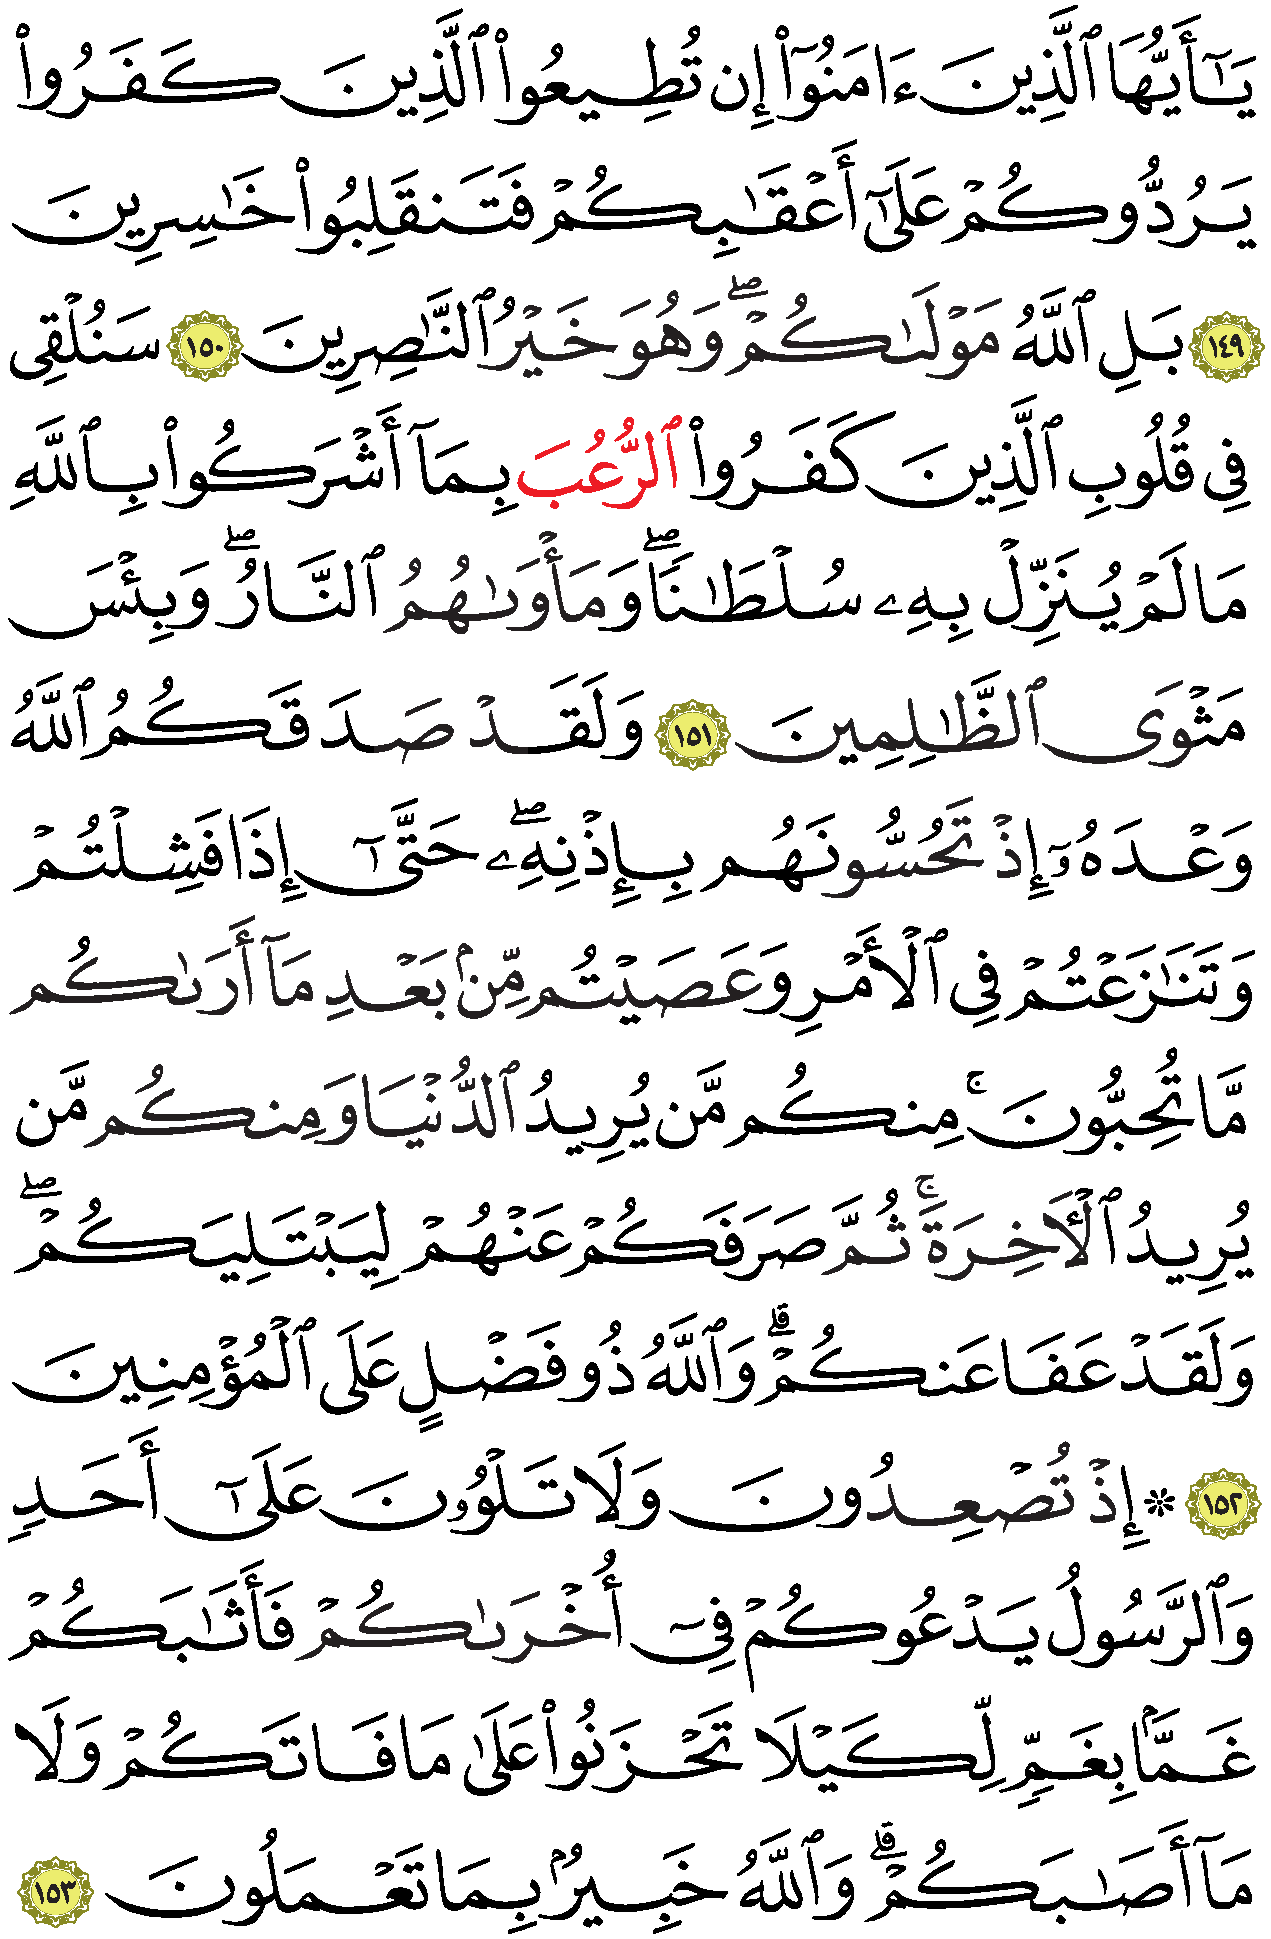 يَـٰٓأَيُّهَا ٱلَّذِينَ ءَامَنُوٓا۟ إِن تُطِيعُوا۟ ٱلَّذِينَ كَفَرُوا۟
يَرُدُّوكُمْ عَلَىٰٓ أَعْقَـٰبِكُمْ فَتَنقَلِبُوا۟ خَـٰسِرِينَ
١٤٩ بَلِ ٱللَّهُ مَوْلَىٰكُمْ ۖ وَهُوَ خَيْرُ ٱلنَّـٰصِرِينَ ١٥٠ سَنُلْقِى
فِى قُلُوبِ ٱلَّذِينَ كَفَرُوا۟ ٱلرُّعْبَ بِمَآ أَشْرَكُوا۟ بِٱللَّهِ
مَا لَمْ يُنَزِّلْ بِهِۦ سُلْطَـٰنًا ۖ وَمَأْوَىٰهُمُ ٱلنَّارُ ۖ وَبِئْسَ
مَثْوَى ٱلظَّـٰلِمِينَ ١٥١ وَلَقَدْ صَدَقَكُمُ ٱللَّهُ
وَعْدَهُۥٓ إِذْ تَحُسُّونَهُم بِإِذْنِهِۦ ۖ حَتَّىٰٓ إِذَا فَشِلْتُمْ
وَتَنَـٰزَعْتُمْ فِى ٱلْأَمْرِ وَعَصَيْتُم مِّنۢ بَعْدِ مَآ أَرَىٰكُم
مَّا تُحِبُّونَ ۚ مِنكُم مَّن يُرِيدُ ٱلدُّنْيَا وَمِنكُم مَّن
يُرِيدُ ٱلْـَٔاخِرَةَ ۚ ثُمَّ صَرَفَكُمْ عَنْهُمْ لِيَبْتَلِيَكُمْ ۖ
وَلَقَدْ عَفَا عَنكُمْ ۗ وَٱللَّهُ ذُو فَضْلٍ عَلَى ٱلْمُؤْمِنِينَ
١٥٢ ۞ إِذْ تُصْعِدُونَ وَلَا تَلْوُۥنَ عَلَىٰٓ أَحَدٍ
وَٱلرَّسُولُ يَدْعُوكُمْ فِىٓ أُخْرَىٰكُمْ فَأَثَـٰبَكُمْ
غَمًّۢا بِغَمٍّ لِّكَيْلَا تَحْزَنُوا۟ عَلَىٰ مَا فَاتَكُمْ وَلَا
مَآ أَصَـٰبَكُمْ ۗ وَٱللَّهُ خَبِيرٌۢ بِمَا تَعْمَلُونَ ١٥٣